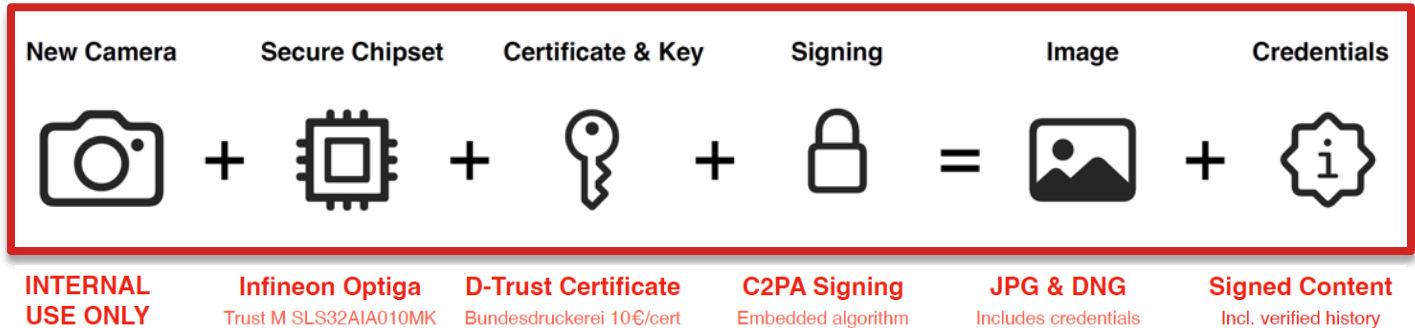 New Camera Secure Chipset Certificate & Key Signing Image Credentials
+ + + = +
i
INTERNAL USE ONLY
Infineon Optiga
Trust M SLS32AIA010MK
D-Trust Certificate
Bundesdruckerei 10€/cert
C2PA Signing
Embedded algorithm
JPG & DNG
Includes credentials
Signed Content
Incl. verified history